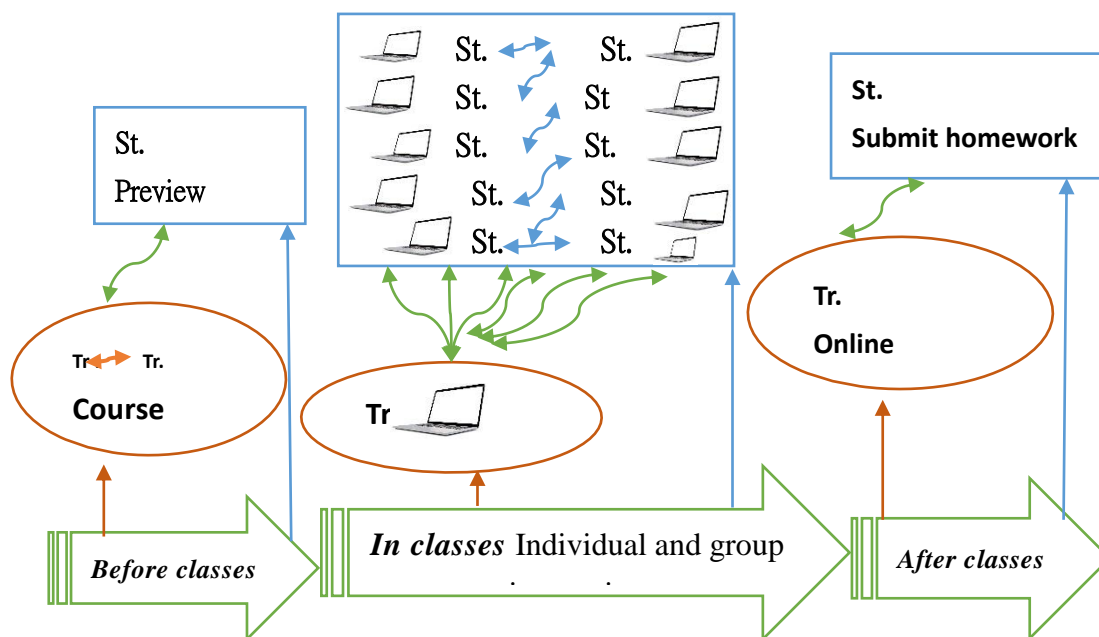 St.
Preview
Tr. Tr.
Course
Before classes
St. St.
St. St
St. St.
St. St.
St. St.
Tr
In classes Individual and group
St.
Submit homework
Tr.
Online
After classes